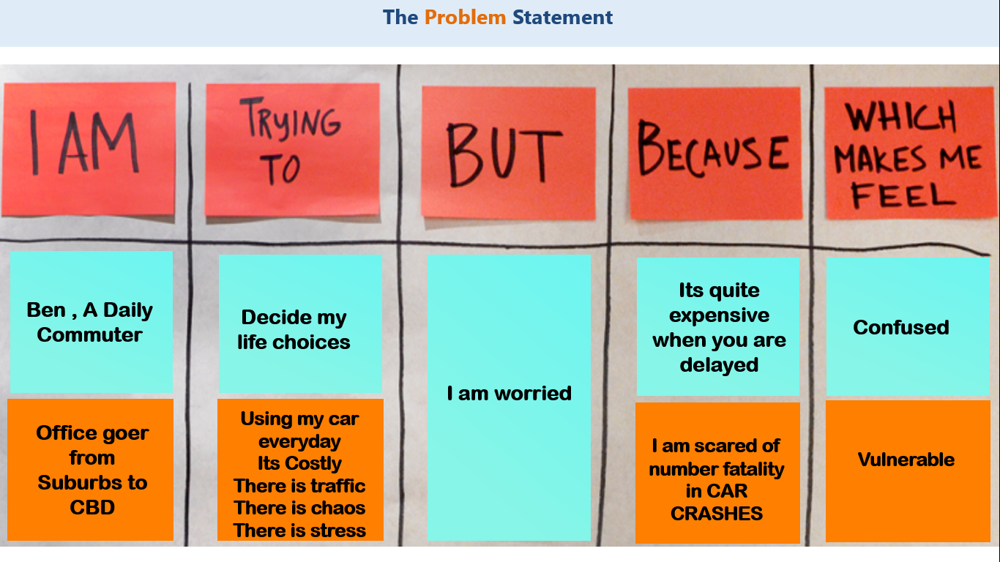 The Problem Statement
I AM
TRYING
TO
BUT
BECAUSE
WHICH
MAKES ME
FEEL
Ben , A Daily
Commuter
Decide my
life choices
I am worried
Its quite
expensive
when you are
delayed
Confused
Office goer
from
Suburbs to
CBD
Using my car
everyday
Its Costly
There is traffic
There is chaos
There is stress
I am scared of
number fatality
in CAR
CRASHES
Vulnerable